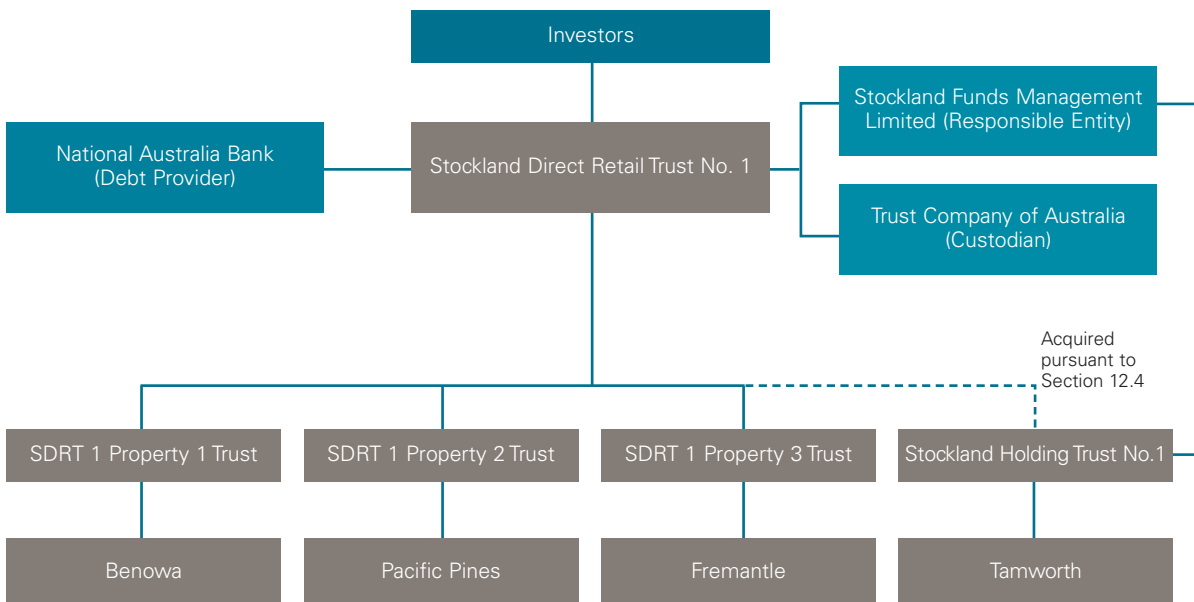 Investors
Stockland Funds Management
Limited (Responsible Entity)
National Australia Bank
(Debt Provider)
Stockland Direct Retail Trust No. 1
Trust Company of Australia
(Custodian)
Acquired
pursuant to
Section 12.4
SDRT 1 Property 1 Trust
SDRT 1 Property 2 Trust
SDRT 1 Property 3 Trust
Stockland Holding Trust No.1
Benowa
Pacific Pines
Fremantle
Tamworth